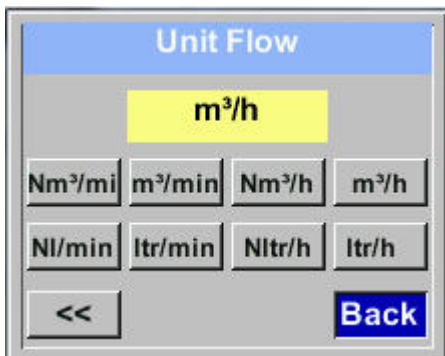 Unit Flow
m³/h
Nm³/mi m³/min Nm³/h m³/h
Nl/min ltr/min Nltr/h ltr/h
<< Back